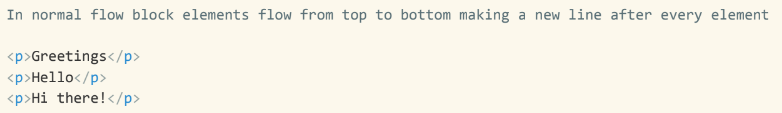 In normal flow block elements flow from top to bottom making a new line after every element
<p>Greetings</p>
<p>Hello</p>
<p>Hi there!</p>